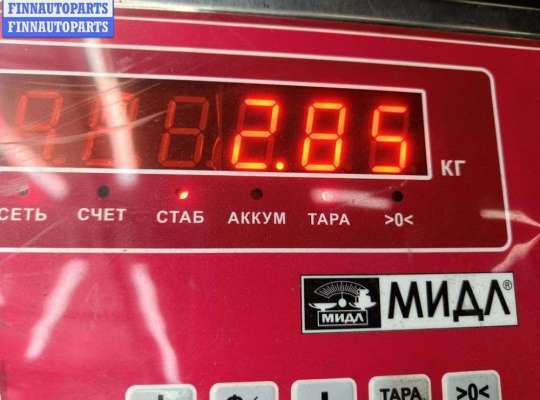 FINNAUTOPARTS
FINNAUTOPARTS
2.85 КГ
СЕТЬ СЧЕТ СТАБ АККУМ ТАРА >0<
МИДЛ МИДЛ®
ТАРА >0<